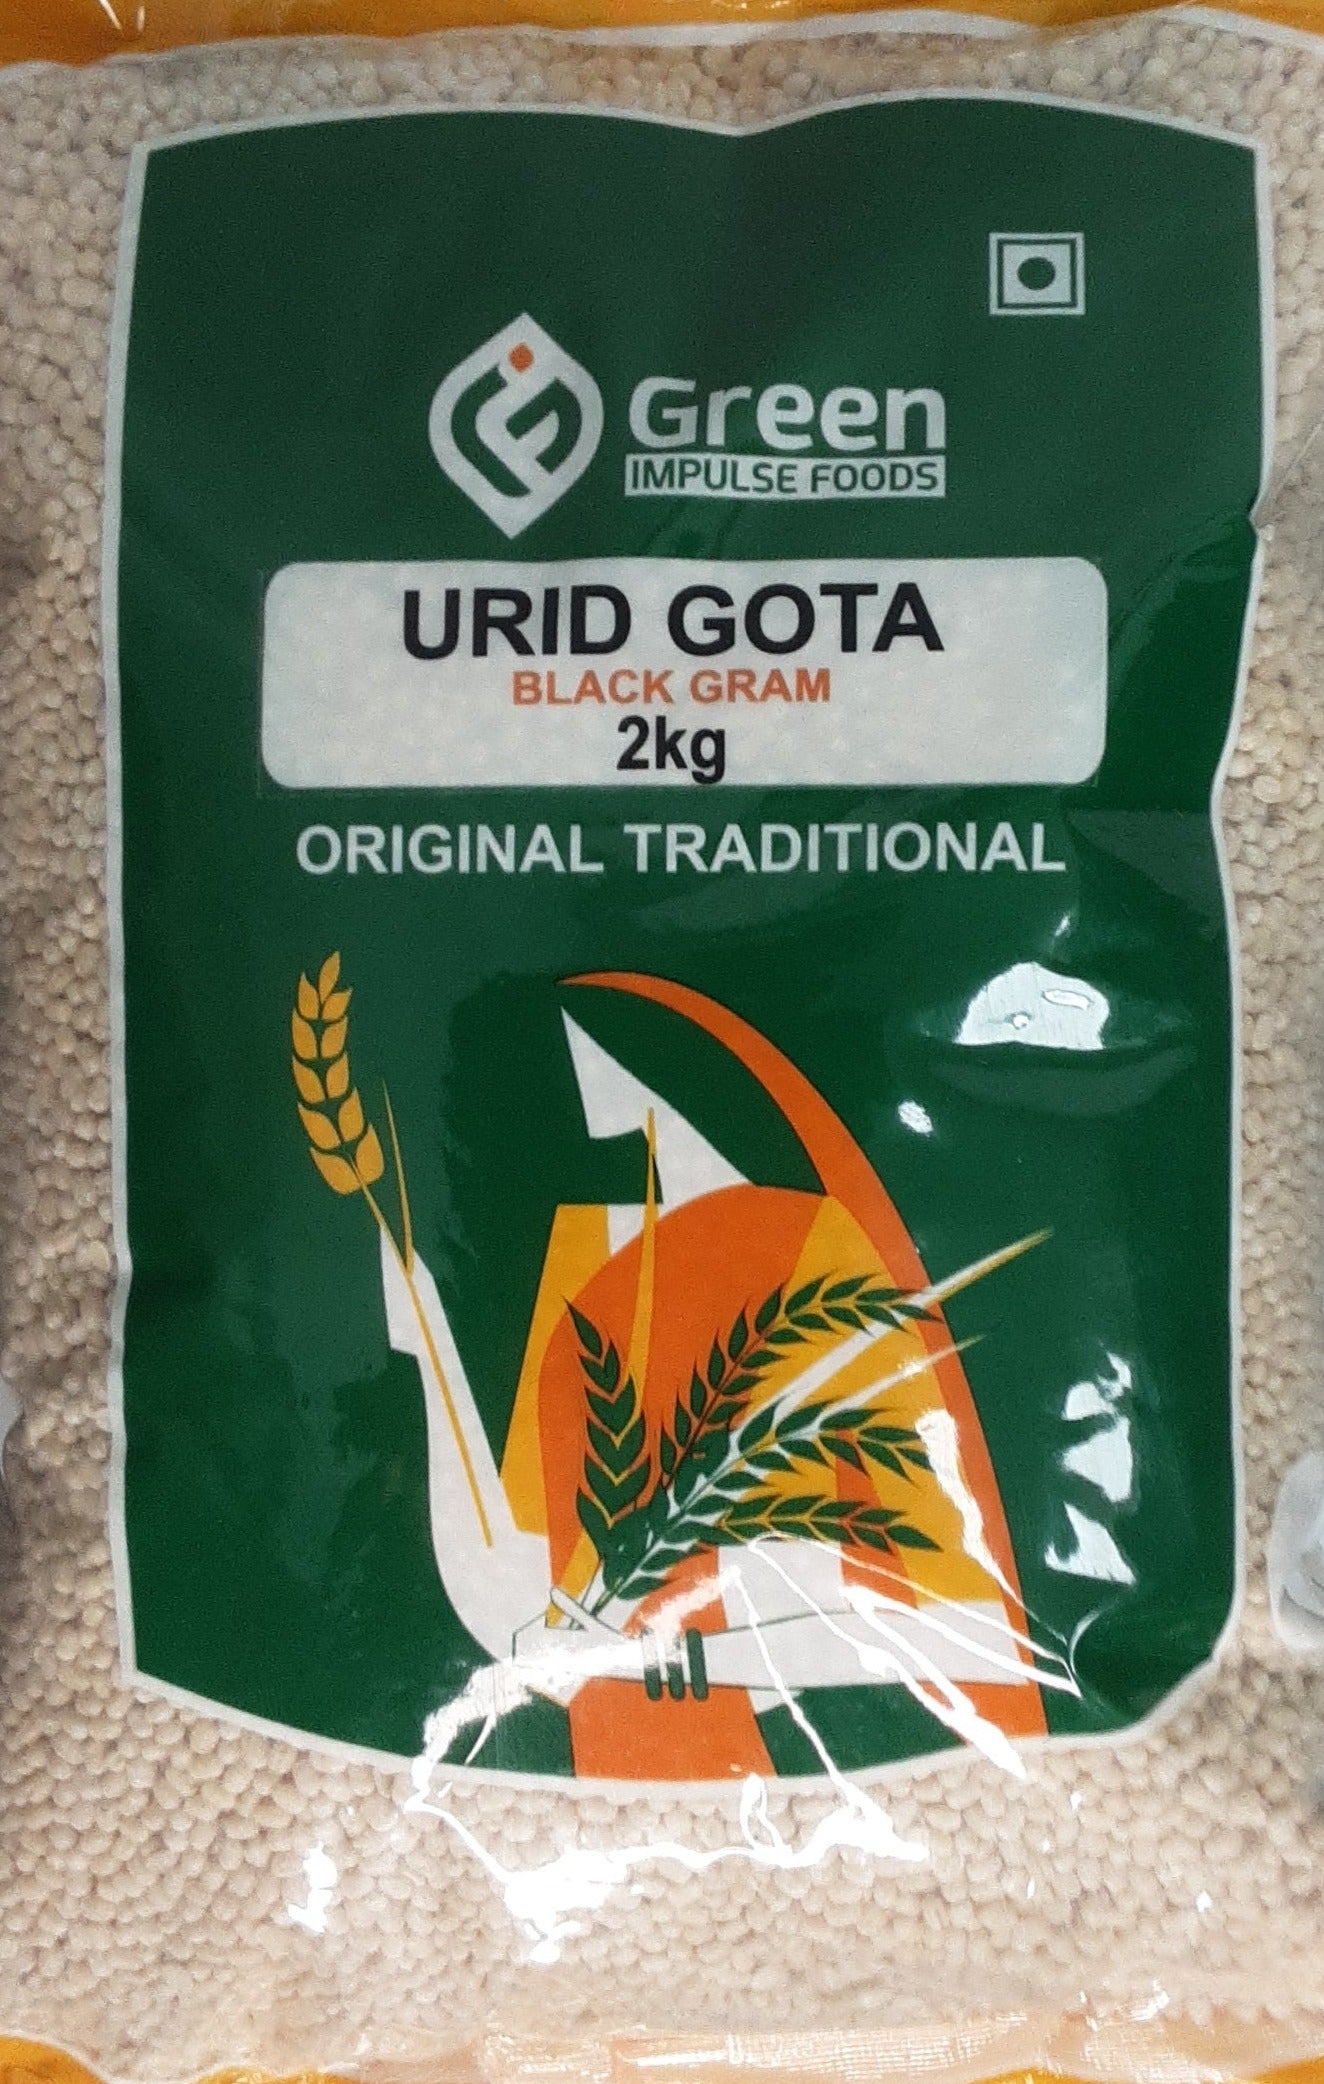 Green
IMPULSE FOODS
URID GOTA
BLACK GRAM
2kg
ORIGINAL TRADITIONAL